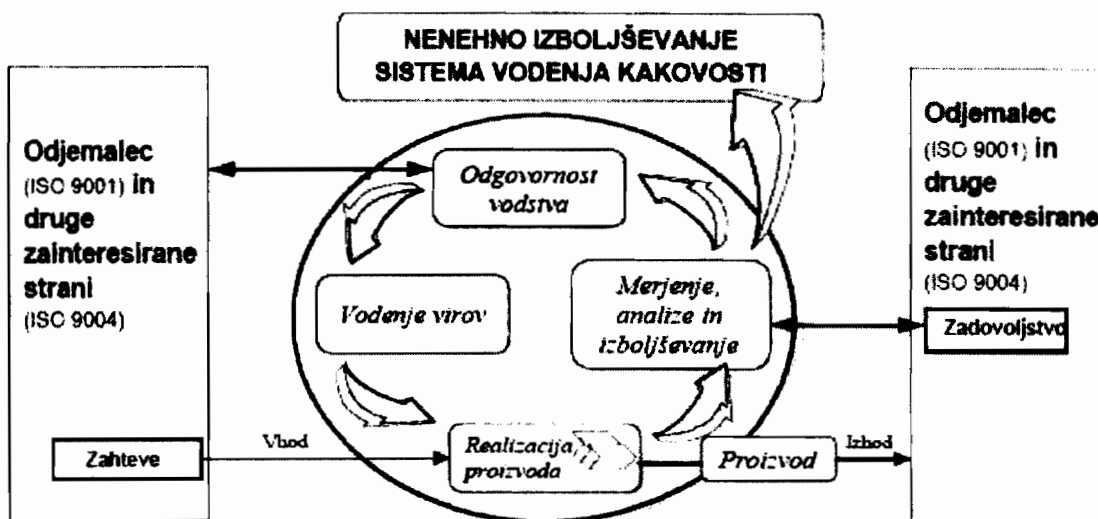 NENEHNO IZBOLJŠEVANJE
SISTEMA VODENJA KAKOVOSTI
Odjemalec
(ISO 9001) in
druge
zainteresirane
strani
(ISO 9004)
Zahteve
Vhod
Odgovornost
vodstva
Vodenje virov
Merjenje,
analize in
izboljševanje
Realizacija
proizvoda
Proizvod
Izhod
Odjemalec
(ISO 9001) in
druge
zainteresirane
strani
(ISO 9004)
Zadovoljstvo